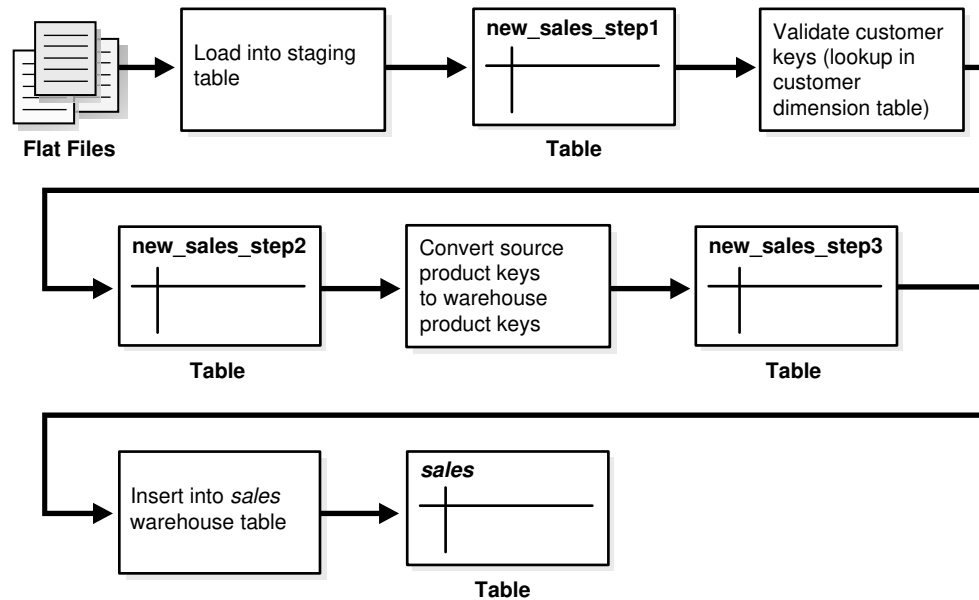 Flat Files
Load into staging
table
new_sales_step1
Table
Validate customer
keys (lookup in
customer
dimension table)
new_sales_step2
Table
Convert source
product keys
to warehouse
product keys
new_sales_step3
Table
Insert into sales
warehouse table
sales
Table